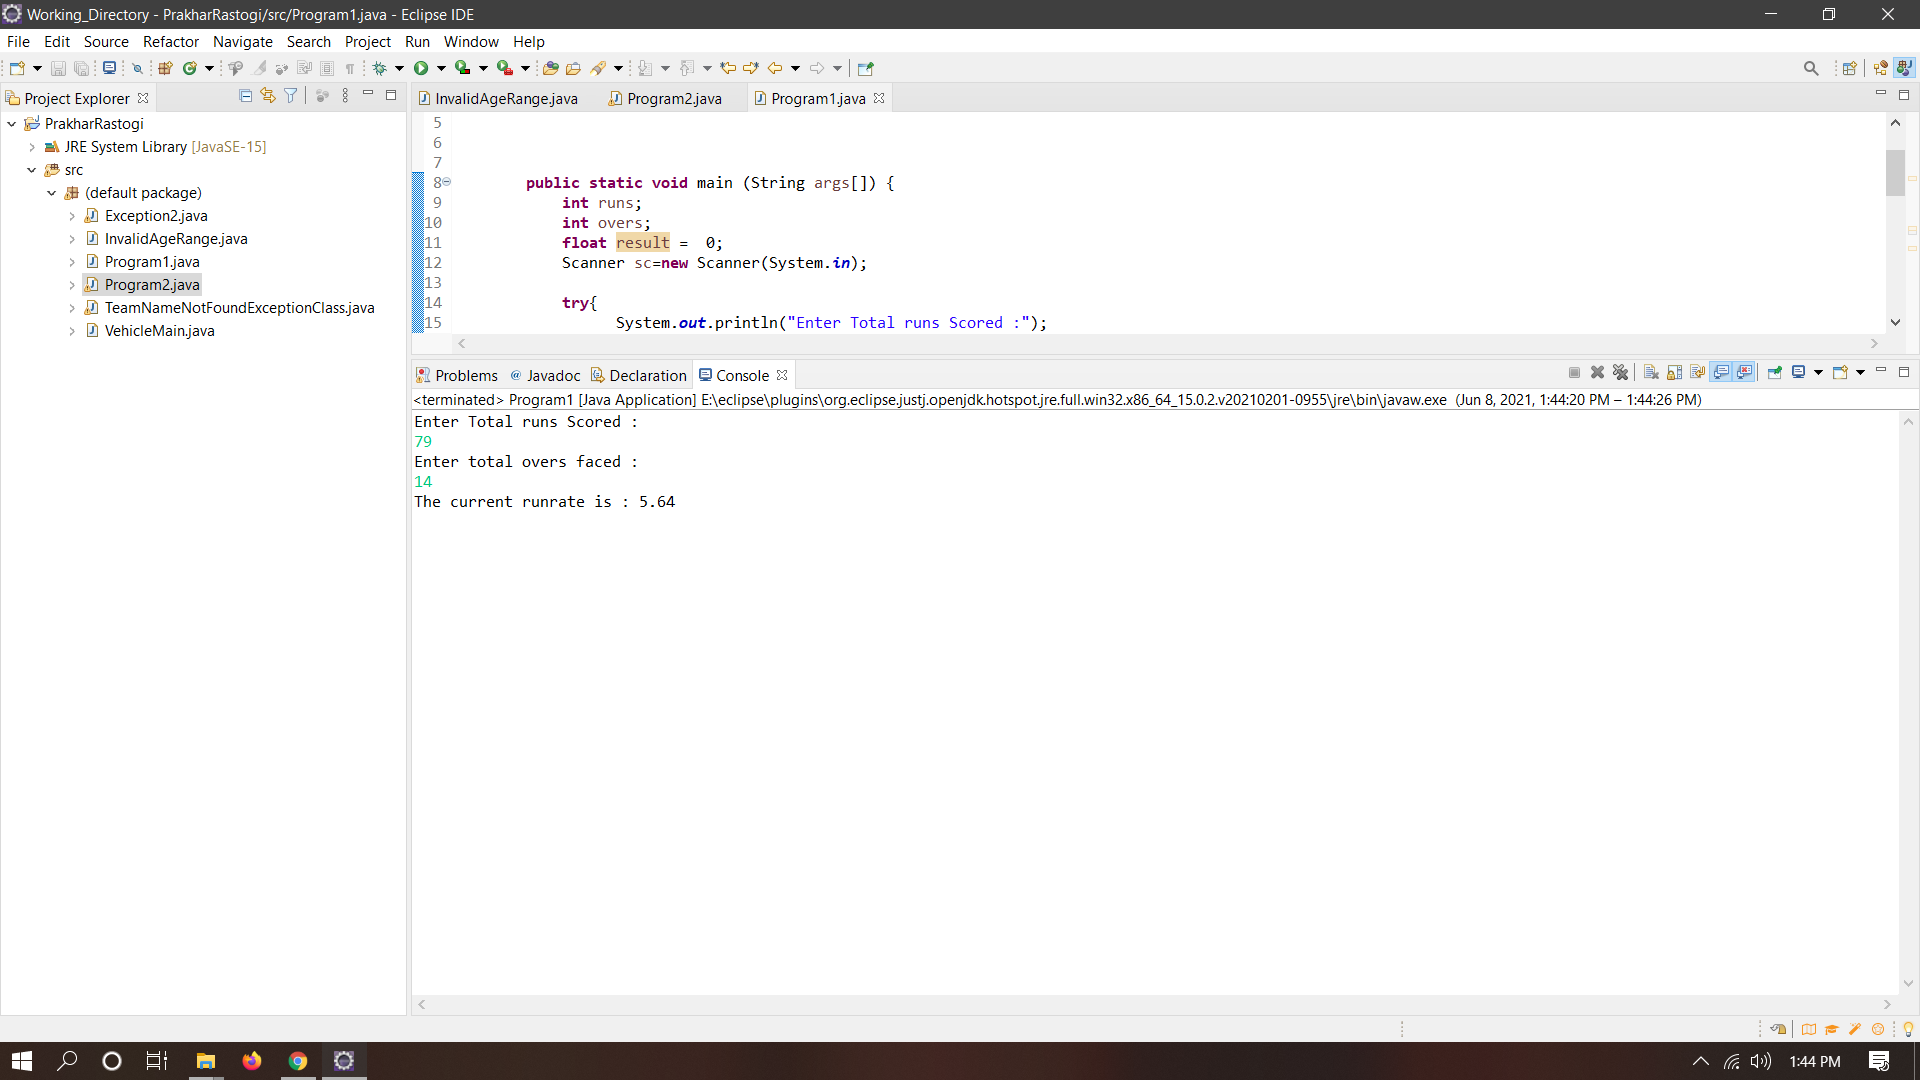 Working_Directory - PrakharRastogi/src/Program1.java - Eclipse IDE
File Edit Source Refactor Navigate Search Project Run Window Help
Project Explorer
PrakharRastogi
JRE System Library [JavaSE-15]
src
(default package)
Exception2.java
InvalidAgeRange.java
Program1.java
Program2.java
TeamNameNotFoundExceptionClass.java
VehicleMain.java
InvalidAgeRange.java Program2.java Program1.java
5
6
7
8 public static void main (String args[]) {
9 int runs;
10 int overs;
11 float result =  0;
12 Scanner sc=new Scanner(System.in);
13
14 try{
15 System.out.println("Enter Total runs Scored :");
Problems @ Javadoc Declaration Console
<terminated> Program1 [Java Application] E:\eclipse\plugins\org.eclipse.justj.openjdk.hotspot.jre.full.win32.x86_64_15.0.2.v20210201-0955\jre\bin\javaw.exe (Jun 8, 2021, 1:44:20 PM – 1:44:26 PM)
Enter Total runs Scored :
79
Enter total overs faced :
14
The current runrate is : 5.64
1:44 PM